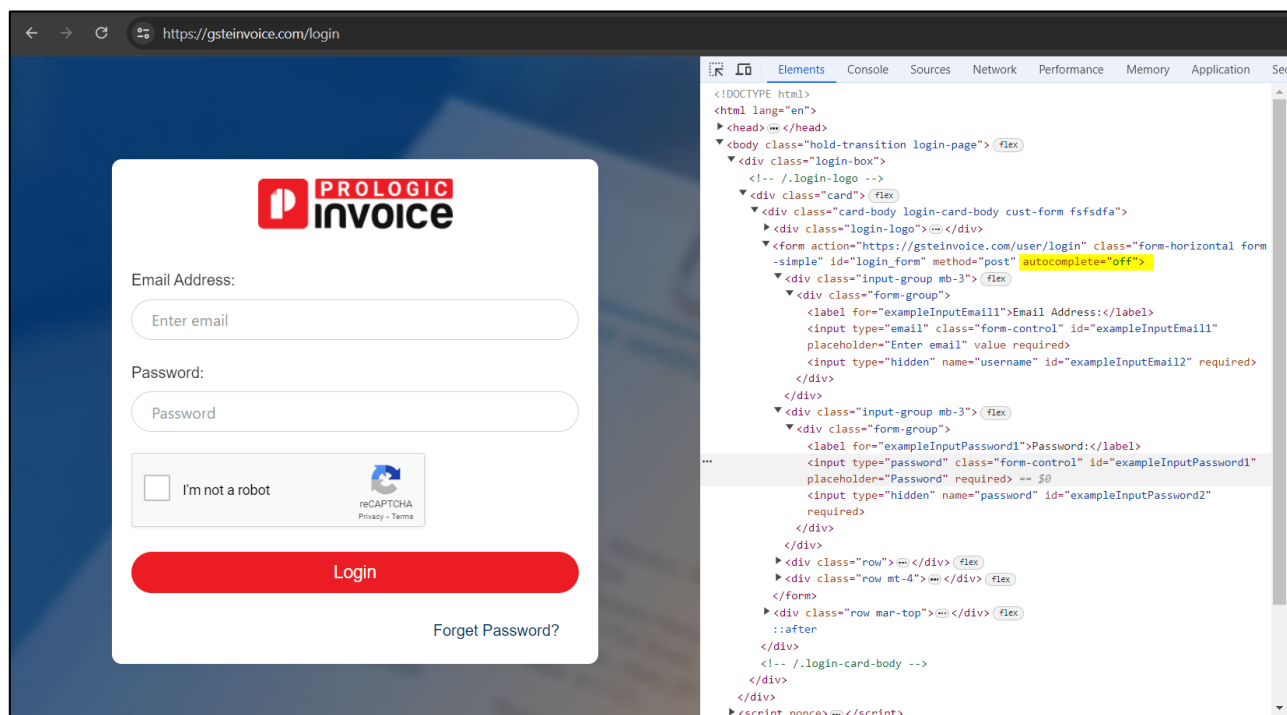 https://gsteinvoice.com/login
PROLOGIC
invoice
Email Address:
Enter email
Password:
Password
I'm not a robot
reCAPTCHA
Privacy - Terms
Login
Forget Password?
Elements Console Sources Network Performance Memory Application Sec
<!DOCTYPE html>
<html lang="en">
<head> ••• </head>
<body class="hold-transition login-page"> flex
<div class="login-box">
<!-- /.login-logo -->
<div class="card"> flex
<div class="card-body login-card-body cust-form fsfsdfa">
<div class="login-logo"> ••• </div>
<form action="https://gsteinvoice.com/user/login" class="form-horizontal form
-simple" id="login_form" method="post" autocomplete="off">
<div class="input-group mb-3"> flex
<div class="form-group">
<label for="exampleInputEmail1">Email Address:</label>
<input type="email" class="form-control" id="exampleInputEmail1"
placeholder="Enter email" value required>
<input type="hidden" name="username" id="exampleInputEmail2" required>
</div>
</div>
<div class="input-group mb-3"> flex
<div class="form-group">
<label for="exampleInputPassword1">Password:</label>
••• <input type="password" class="form-control" id="exampleInputPassword1"
placeholder="Password" required> == $0
<input type="hidden" name="password" id="exampleInputPassword2"
required>
</div>
</div>
<div class="row"> ••• </div> flex
<div class="row mt-4"> ••• </div> flex
</form>
<div class="row mar-top"> ••• </div> flex
::after
</div>
<!-- /.login-card-body -->
</div>
</div>
<script nonce> ••• </script>